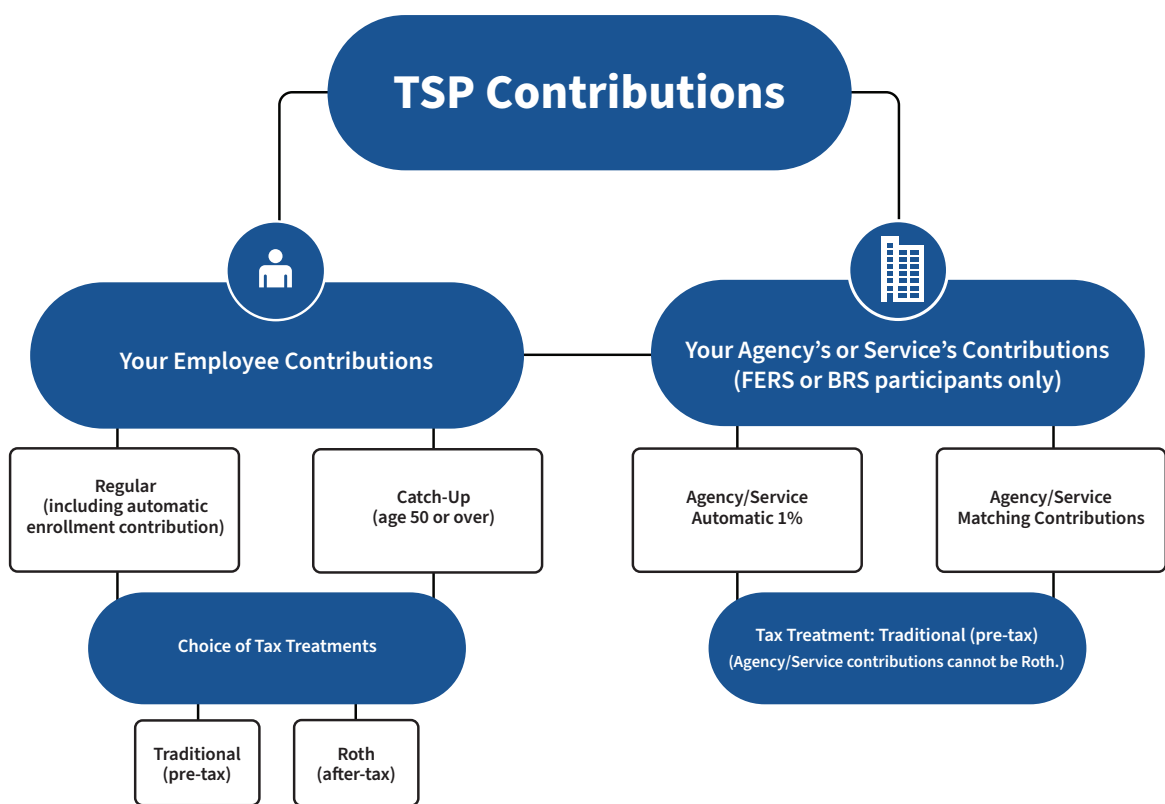 TSP Contributions
Your Employee Contributions
Your Agency’s or Service’s Contributions
(FERS or BRS participants only)
Regular
(including automatic
enrollment contribution)
Catch-Up
(age 50 or over)
Agency/Service
Automatic 1%
Agency/Service
Matching Contributions
Choice of Tax Treatments
Tax Treatment: Traditional (pre-tax)
(Agency/Service contributions cannot be Roth.)
Traditional
(pre-tax)
Roth
(after-tax)